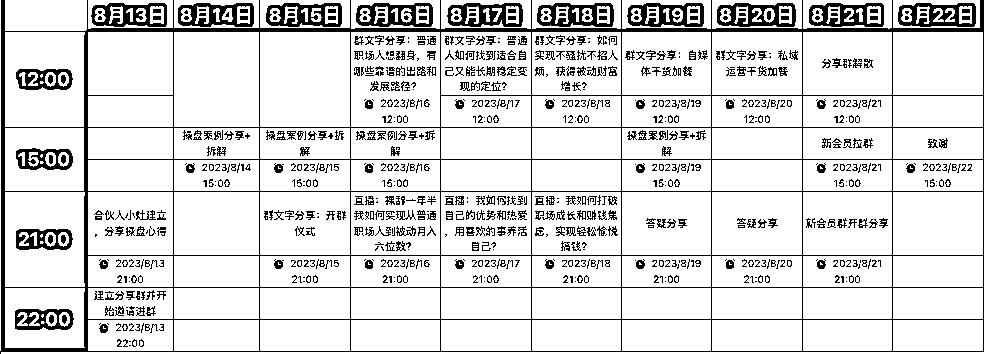 8月13日 8月14日 8月15日 8月16日 8月17日 8月18日 8月19日 8月20日 8月21日 8月22日
12:00
群文字分享：普通
职场人想翻身，有
哪些靠谱的出路和
发展路径？
2023/8/16
12:00
群文字分享：普通
人如何找到适合自
己又能长期稳定变
现的定位？
2023/8/17
12:00
群文字分享：如何
实现不骚扰不招人
烦，获得被动财富
增长？
2023/8/18
12:00
群文字分享：自媒
体干货加餐
2023/8/19
12:00
群文字分享：私域
运营干货加餐
2023/8/20
12:00
分享群解散
2023/8/21
12:00
15:00
操盘案例分享+
拆解
2023/8/14
15:00
操盘案例分享+拆
解
2023/8/15
15:00
操盘案例分享+拆
解
2023/8/16
15:00
操盘案例分享+拆
解
2023/8/19
15:00
新会员拉群
2023/8/21
15:00
致谢
2023/8/22
15:00
21:00
合伙人小灶建立
，分享操盘心得
2023/8/13
21:00
群文字分享：开群
仪式
2023/8/15
21:00
直播：裸辞一年半
我如何实现从普通
职场人到被动月入
六位数？
2023/8/16
21:00
直播：我如何找到
自己的优势和热爱
，用喜欢的事养活
自己？
2023/8/17
21:00
直播：我如何打破
职场成长和赚钱焦
虑，实现轻松愉悦
搞钱？
2023/8/18
21:00
答疑分享
2023/8/19
21:00
答疑分享
2023/8/20
21:00
新会员群开群分享
2023/8/21
21:00
22:00
建立分享群并开
始邀请进群
2023/8/13
22:00